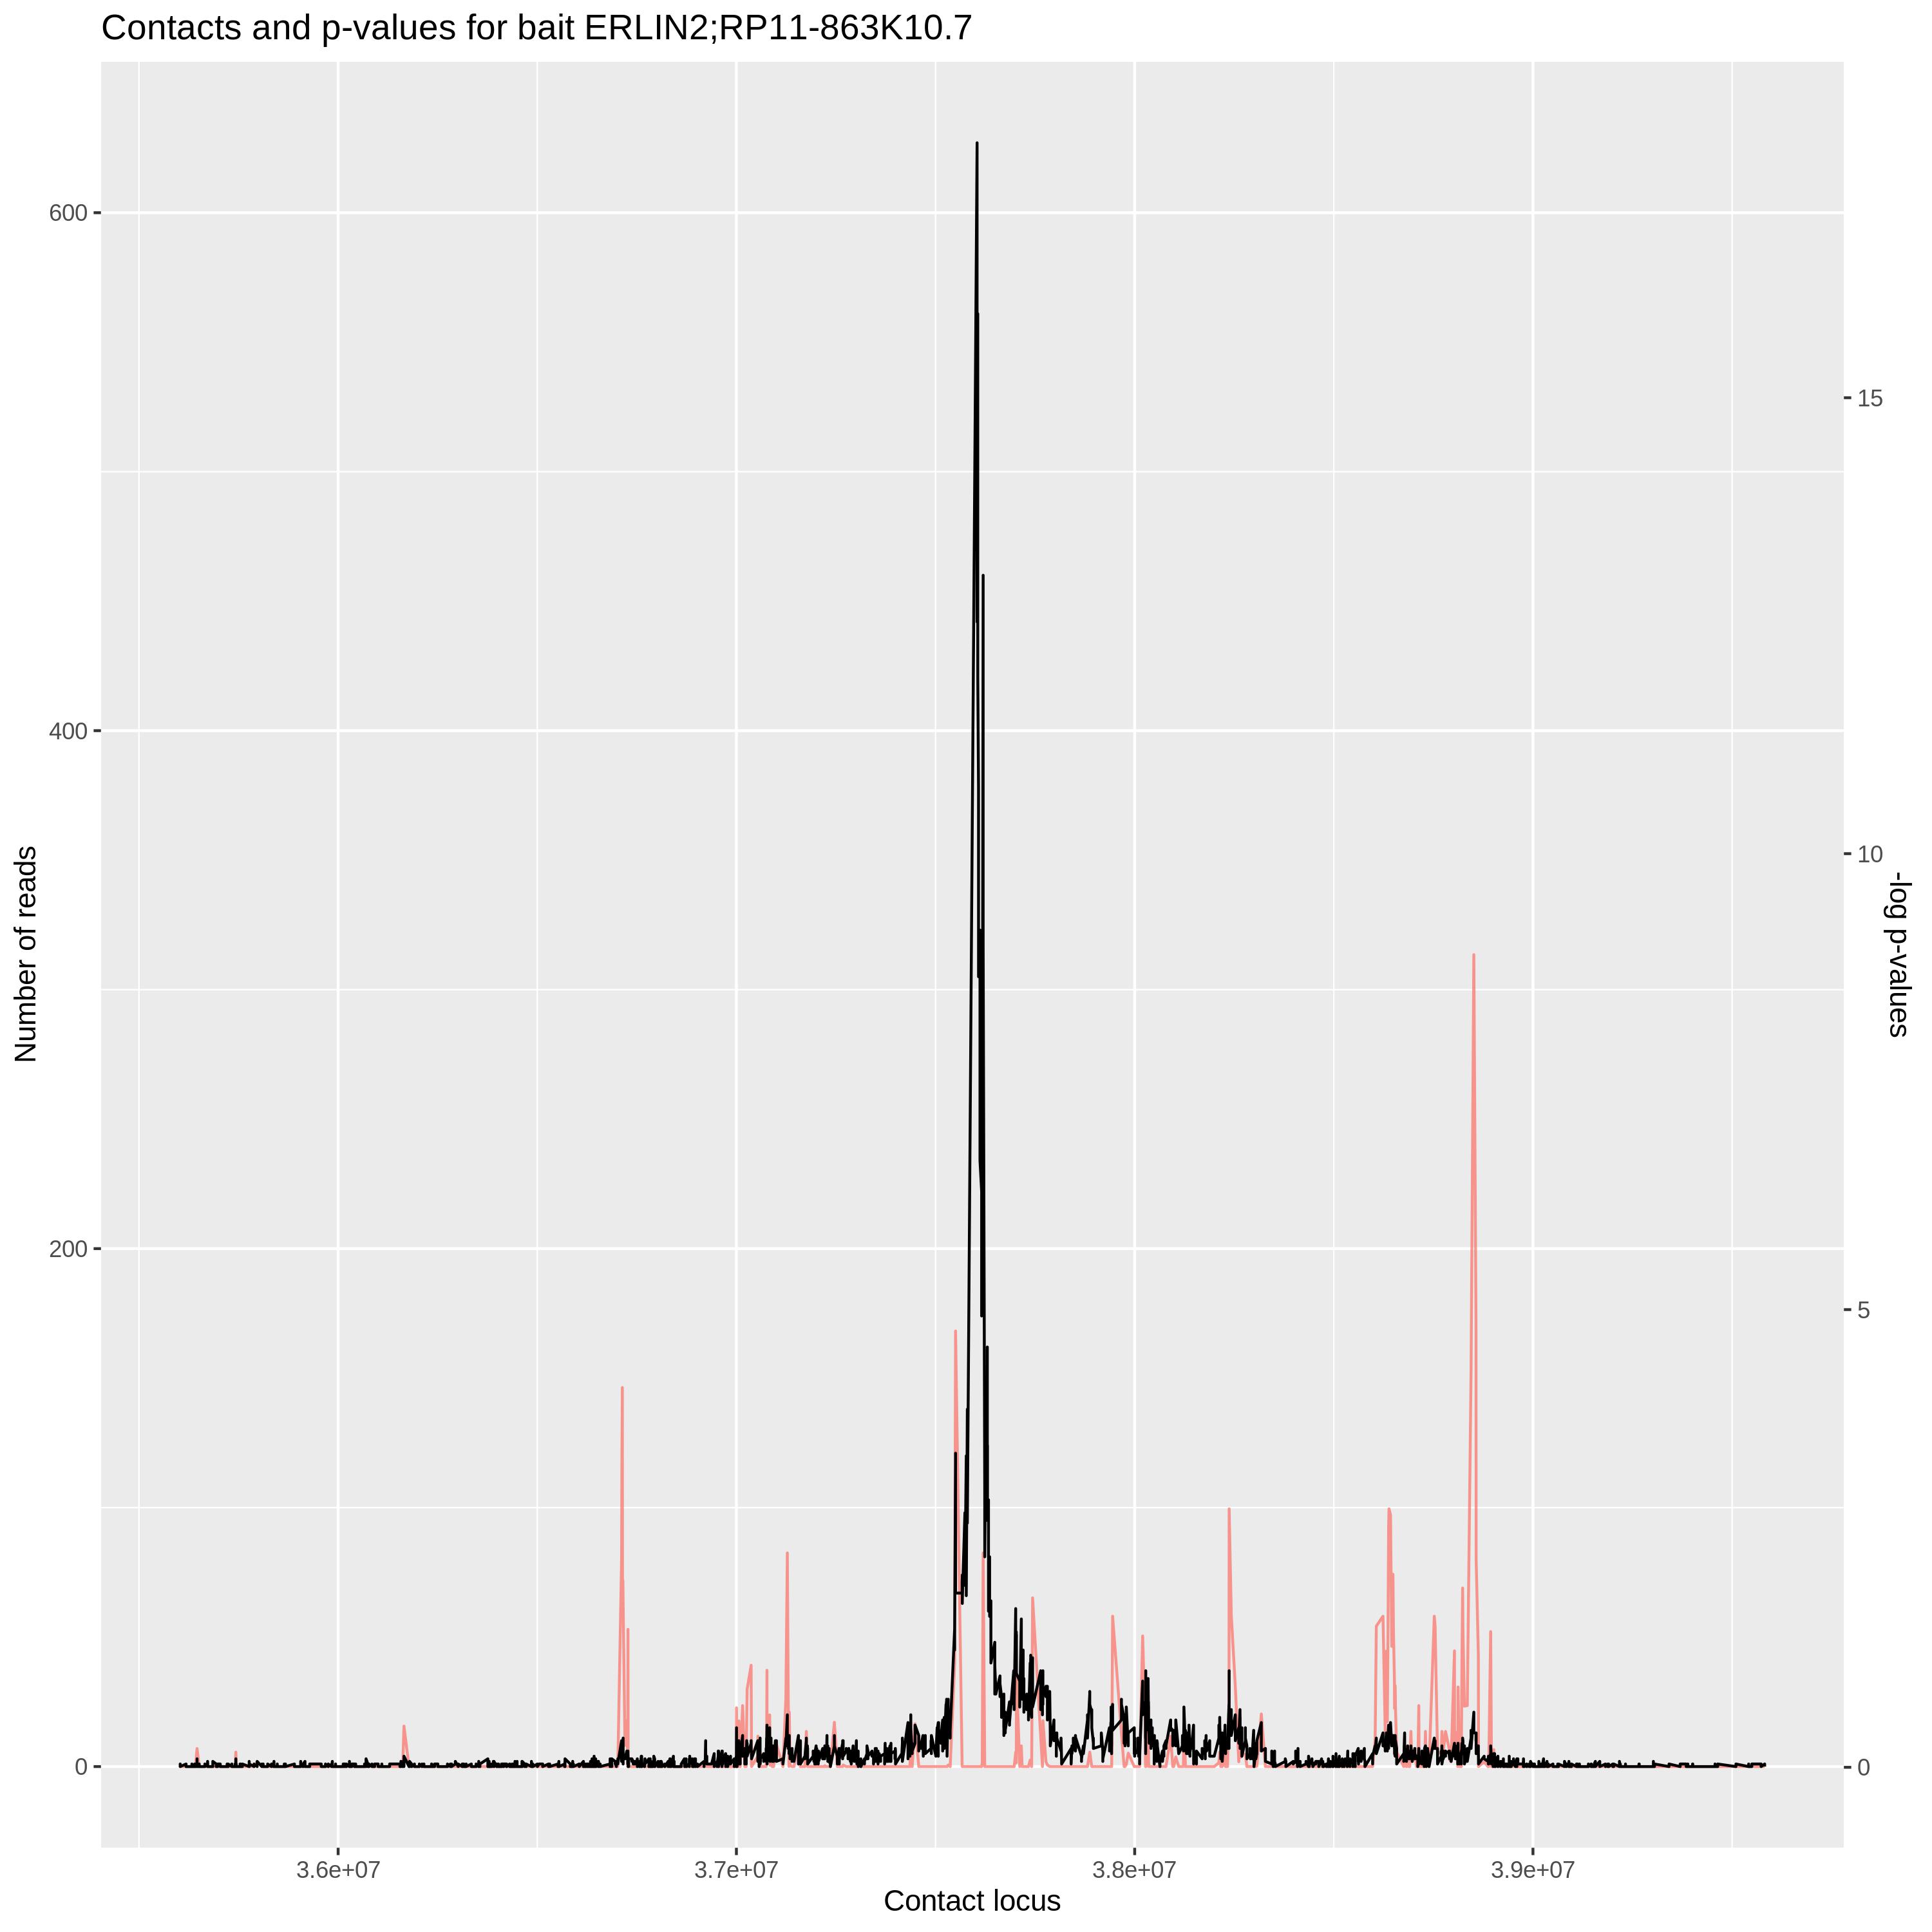 Contacts and p-values for bait ERLIN2;RP11-863K10.7
600
400
200
0
Number of reads
15
10
5
0
-log p-values
3.6e+07
3.7e+07
3.8e+07
3.9e+07
Contact locus